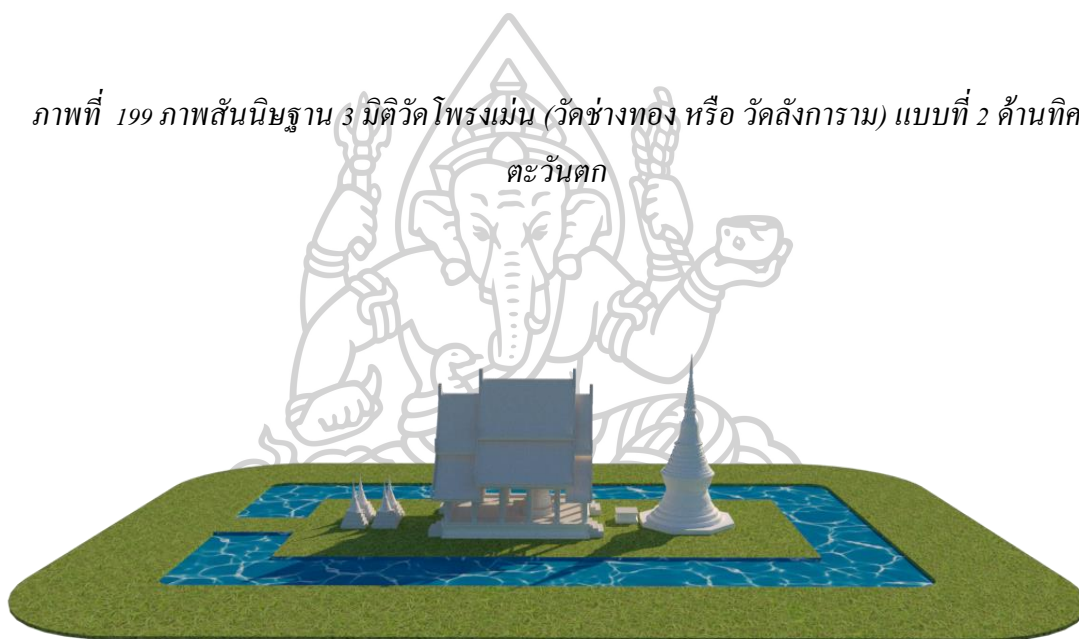 ภาพที่ 199 ภาพสันนิษฐาน 3 มิติวัดโพรงเม่น (วัดช่างทอง หรือ วัดลังการาม) แบบที่ 2 ด้านทิศ
ตะวันตก